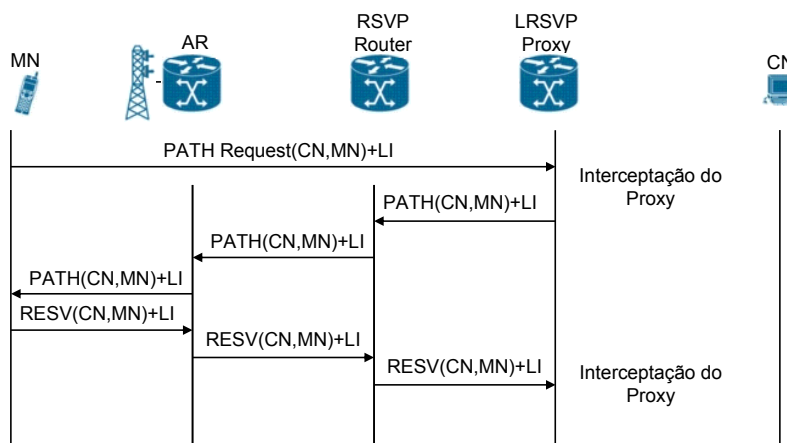 MN
AR
RSVP
Router
LRSVP
Proxy
CN
PATH Request(CN,MN)+LI
Interceptação do
Proxy
PATH(CN,MN)+LI
PATH(CN,MN)+LI
PATH(CN,MN)+LI
RESV(CN,MN)+LI
RESV(CN,MN)+LI
RESV(CN,MN)+LI
Interceptação do
Proxy